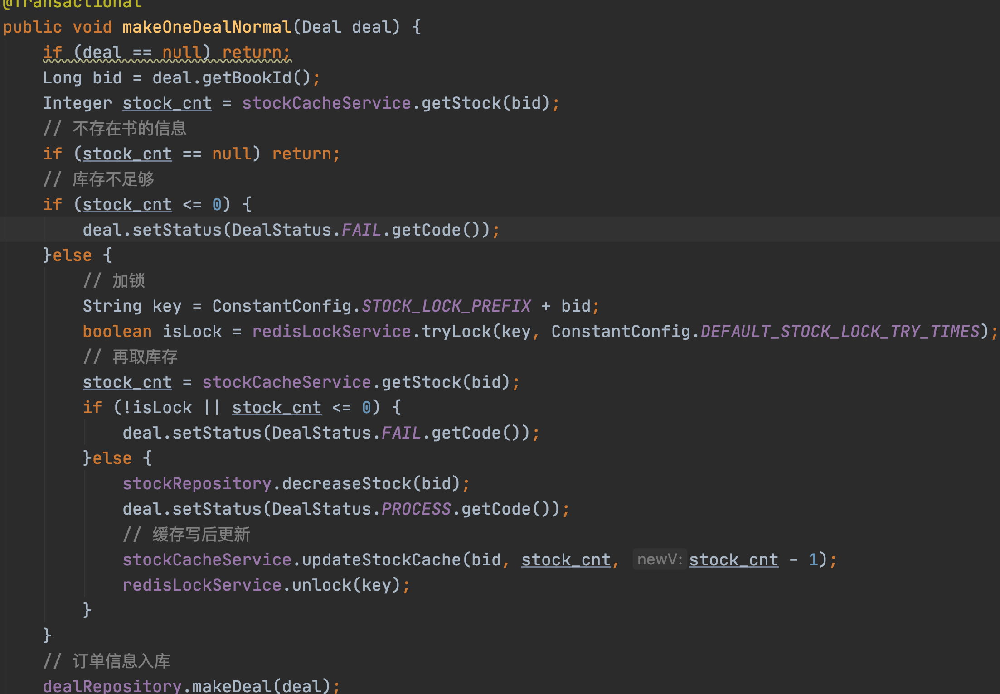 @Transactional
public void makeOneDealNormal(Deal deal) {
if (deal == null) return;
Long bid = deal.getBookId();
Integer stock_cnt = stockCacheService.getStock(bid);
// 不存在书的信息
if (stock_cnt == null) return;
// 库存不足够
if (stock_cnt <= 0) {
deal.setStatus(DealStatus.FAIL.getCode());
}else {
// 加锁
String key = ConstantConfig.STOCK_LOCK_PREFIX + bid;
boolean isLock = redisLockService.tryLock(key, ConstantConfig.DEFAULT_STOCK_LOCK_TRY_TIMES);
// 再取库存
stock_cnt = stockCacheService.getStock(bid);
if (!isLock || stock_cnt <= 0) {
deal.setStatus(DealStatus.FAIL.getCode());
}else {
stockRepository.decreaseStock(bid);
deal.setStatus(DealStatus.PROCESS.getCode());
// 缓存写后更新
stockCacheService.updateStockCache(bid, stock_cnt, newV: stock_cnt - 1);
redisLockService.unlock(key);
}
}
// 订单信息入库
dealRepository.makeDeal(deal);